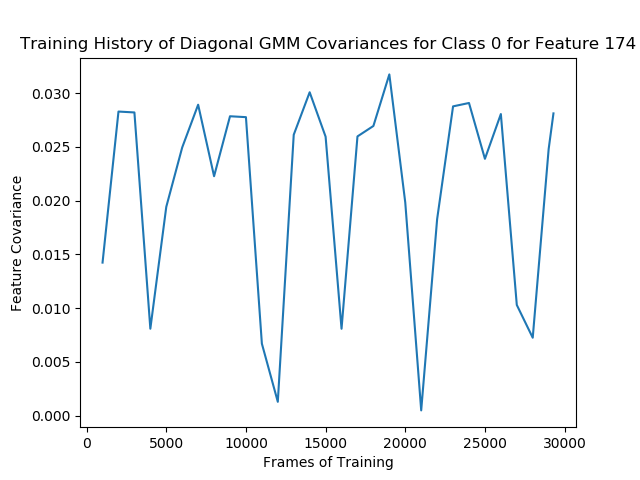 Training History of Diagonal GMM Covariances for Class 0 for Feature 174
0.030
0.025
0.020
0.015
0.010
0.005
0.000
Feature Covariance
0 5000 10000 15000 20000 25000 30000
Frames of Training